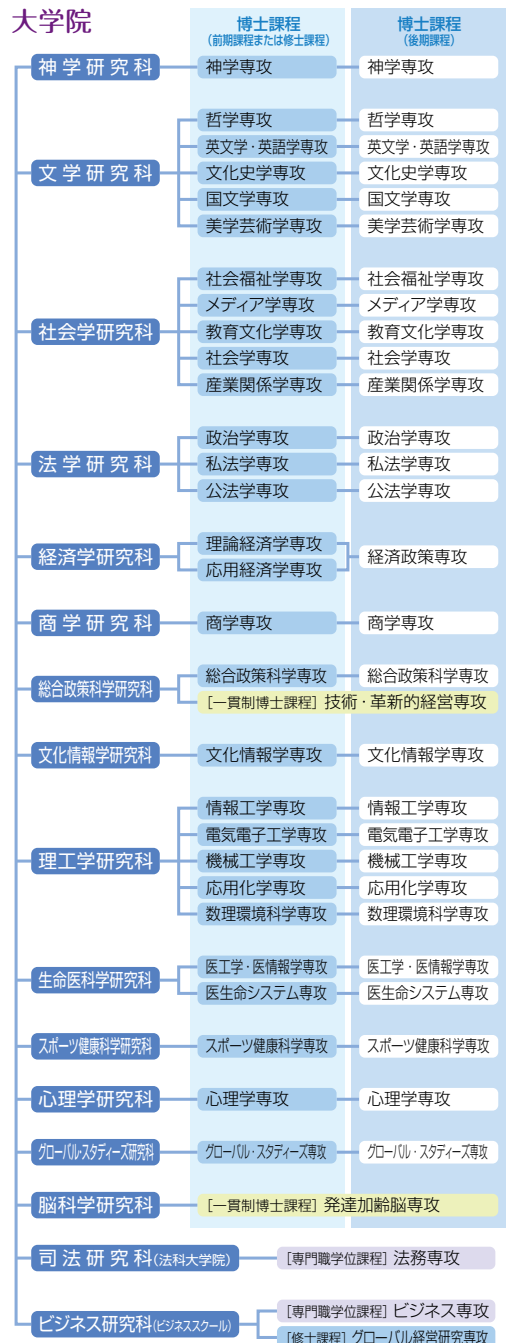 大学院
博士課程
(前期課程または修士課程)
博士課程
(後期課程)
神学研究科 神学専攻 神学専攻
哲学専攻 哲学専攻
英文学・英語学専攻 英文学・英語学専攻
文学研究科 文化史学専攻 文化史学専攻
国文学専攻 国文学専攻
美学芸術学専攻 美学芸術学専攻
社会福祉学専攻 社会福祉学専攻
メディア学専攻 メディア学専攻
社会学研究科 教育文化学専攻 教育文化学専攻
社会学専攻 社会学専攻
産業関係学専攻 産業関係学専攻
政治学専攻 政治学専攻
法学研究科 私法学専攻 私法学専攻
公法学専攻 公法学専攻
理論経済学専攻
経済学研究科 経済政策専攻
応用経済学専攻
商学研究科 商学専攻 商学専攻
総合政策科学専攻 総合政策科学専攻
総合政策科学研究科
[一貫制博士課程] 技術・革新的経営専攻
文化情報学研究科 文化情報学専攻 文化情報学専攻
情報工学専攻 情報工学専攻
電気電子工学専攻 電気電子工学専攻
理工学研究科 機械工学専攻 機械工学専攻
応用化学専攻 応用化学専攻
数理環境科学専攻 数理環境科学専攻
医工学・医情報学専攻 医工学・医情報学専攻
生命医科学研究科
医生命システム専攻 医生命システム専攻
スポーツ健康科学研究科 スポーツ健康科学専攻 スポーツ健康科学専攻
心理学研究科 心理学専攻 心理学専攻
グローバル・スタディーズ研究科 グローバル・スタディーズ専攻 グローバル・スタディーズ専攻
脳科学研究科 [一貫制博士課程] 発達加齢脳専攻
司法研究科(法科大学院) [専門職学位課程] 法務専攻
[専門職学位課程] ビジネス専攻
ビジネス研究科(ビジネススクール)
[修士課程] グローバル経営研究専攻